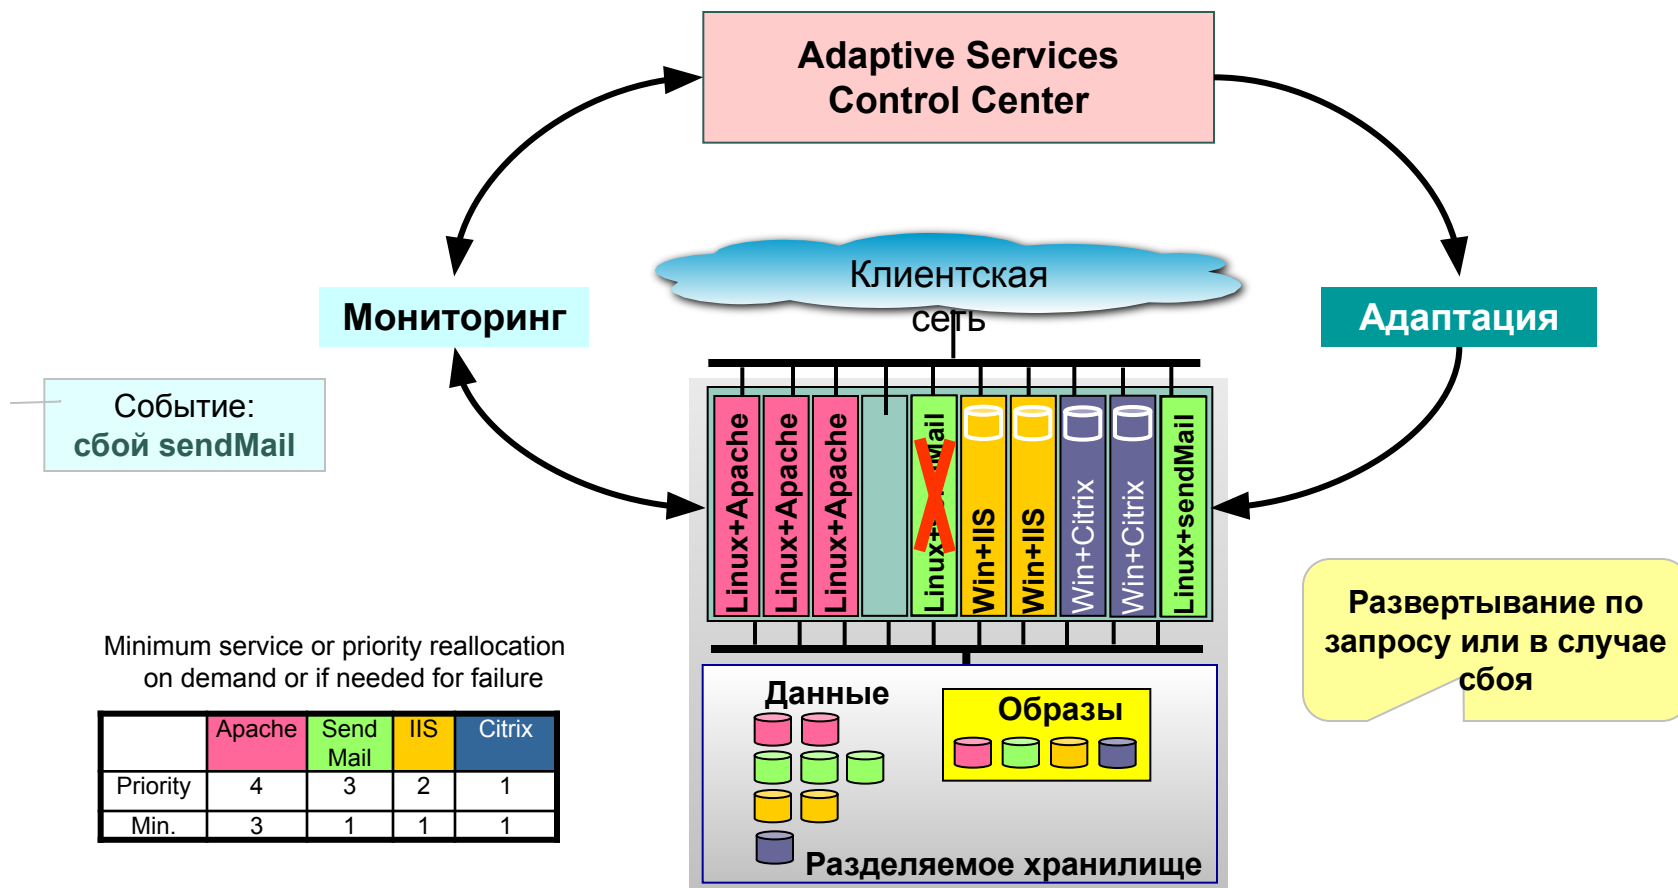 Adaptive Services
Control Center
Клиентская
сеть
Мониторинг
Адаптация
Событие:
сбой sendMail
Linux+Apache
Linux+Apache
Linux+Apache
Linux+sendMail
Win+IIS
Win+IIS
Win+Citrix
Win+Citrix
Linux+sendMail
Развертывание по
запросу или в случае
сбоя
Minimum service or priority reallocation
on demand or if needed for failure
Apache Send Mail IIS Citrix
Priority 4 3 2 1
Min. 3 1 1 1
Данные
Образы
Разделяемое хранилище